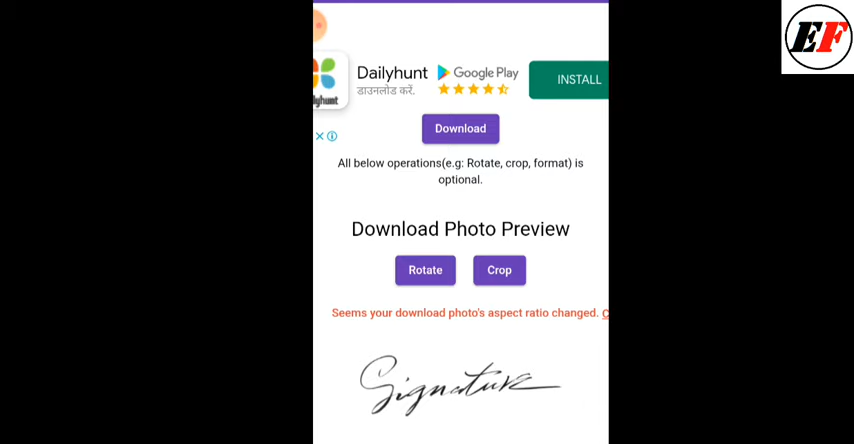 EF
Dailyhunt
Google Play
डाउनलोड करें.
INSTALL
lyhunt
Download
All below operations(e.g: Rotate, crop, format) is
optional.
Download Photo Preview
Rotate
Crop
Seems your download photo's aspect ratio changed. C
Signature